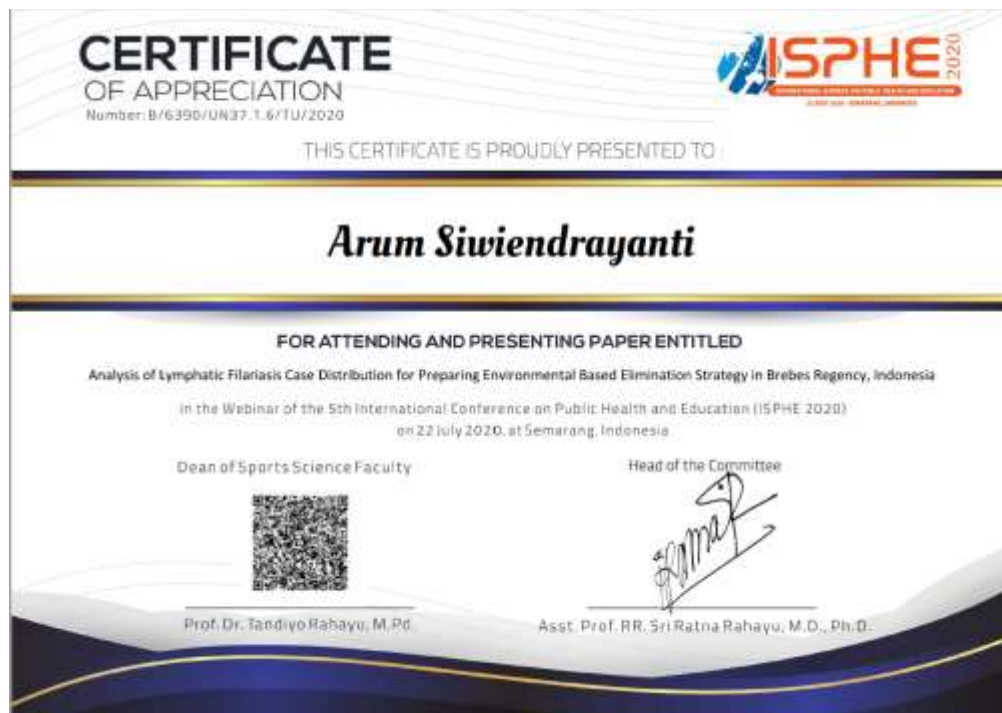 CERTIFICATE
OF APPRECIATION
Number: B/6390/UN37.1.6/TU/2020
ISPHE 2020
THIS CERTIFICATE IS PROUDLY PRESENTED TO :
Arum Siwiendrayanti
FOR ATTENDING AND PRESENTING PAPER ENTITLED
Analysis of Lymphatic Filariasis Case Distribution for Preparing Environmental Based Elimination Strategy in Brebes Regency, Indonesia
in the Webinar of the 5th International Conference on Public Health and Education (ISPHE 2020)
on 22 July 2020, at Semarang, Indonesia
Dean of Sports Science Faculty
Head of the Committee
Prof. Dr. Tandiyo Rahayu, M.Pd
Asst. Prof. RR. Sri Ratna Rahayu, M.D., Ph.D.